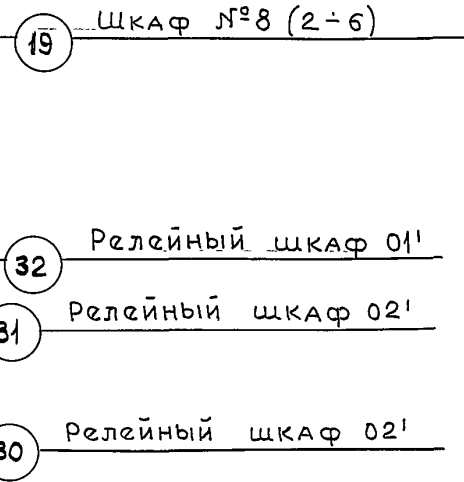 19 Шкаф №8 (2÷6)
32 Релейный шкаф 01'
31 Релейный шкаф 02'
30 Релейный шкаф 02'